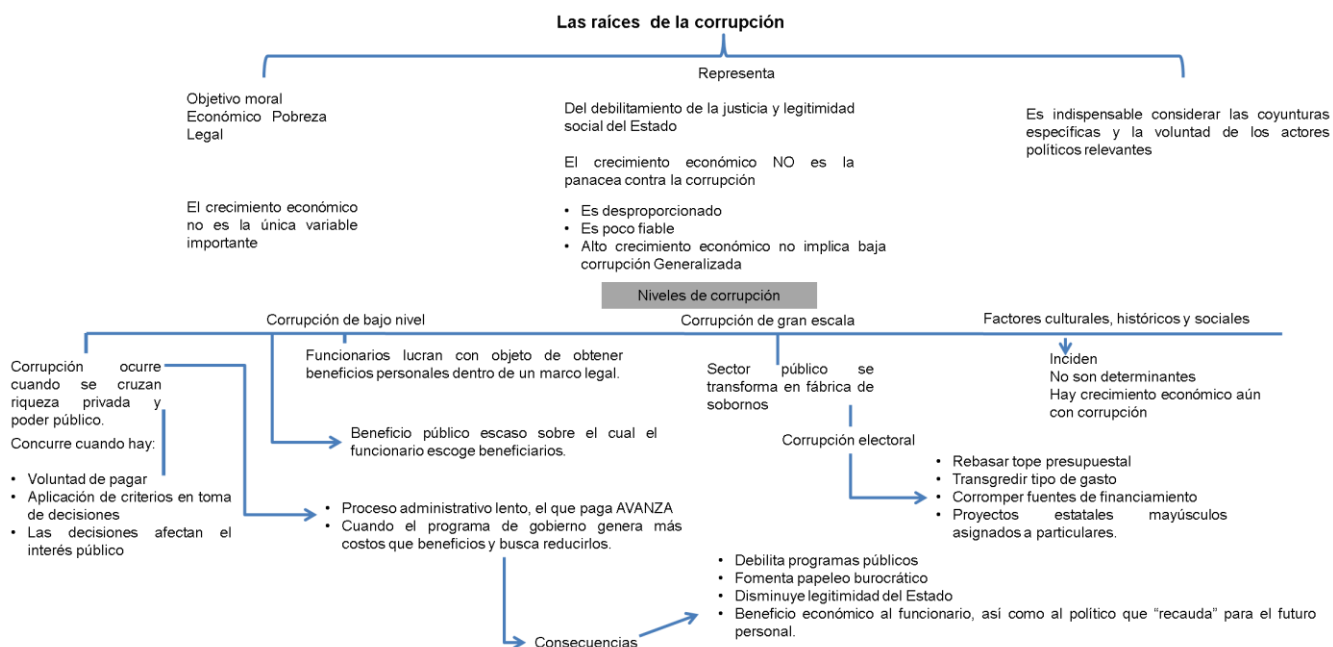 Las raíces de la corrupción
Representa
Objetivo moral
Económico Pobreza
Legal
El crecimiento económico
no es la única variable
importante
Del debilitamiento de la justicia y legitimidad
social del Estado
El crecimiento económico NO es la
panacea contra la corrupción
• Es desproporcionado
• Es poco fiable
• Alto crecimiento económico no implica baja
corrupción Generalizada
Es indispensable considerar las coyunturas
específicas y la voluntad de los actores
políticos relevantes
Niveles de corrupción
Corrupción de bajo nivel
Corrupción de gran escala
Factores culturales, históricos y sociales
Corrupción ocurre
cuando se cruzan
riqueza privada y
poder público.
Concurre cuando hay:
• Voluntad de pagar
• Aplicación de criterios en toma
de decisiones
• Las decisiones afectan el
interés público
Funcionarios lucran con objeto de obtener
beneficios personales dentro de un marco legal.
Beneficio público escaso sobre el cual el
funcionario escoge beneficiarios.
• Proceso administrativo lento, el que paga AVANZA
• Cuando el programa de gobierno genera más
costos que beneficios y busca reducirlos.
Sector público se
transforma en fábrica de
sobornos
Corrupción electoral
• Rebasar tope presupuestal
• Transgredir tipo de gasto
• Corromper fuentes de financiamiento
• Proyectos estatales mayúsculos
asignados a particulares.
Inciden
No son determinantes
Hay crecimiento económico aún
con corrupción
Consecuencias
• Debilita programas públicos
• Fomenta papeleo burocrático
• Disminuye legitimidad del Estado
• Beneficio económico al funcionario, así como al político que “recauda” para el futuro
personal.